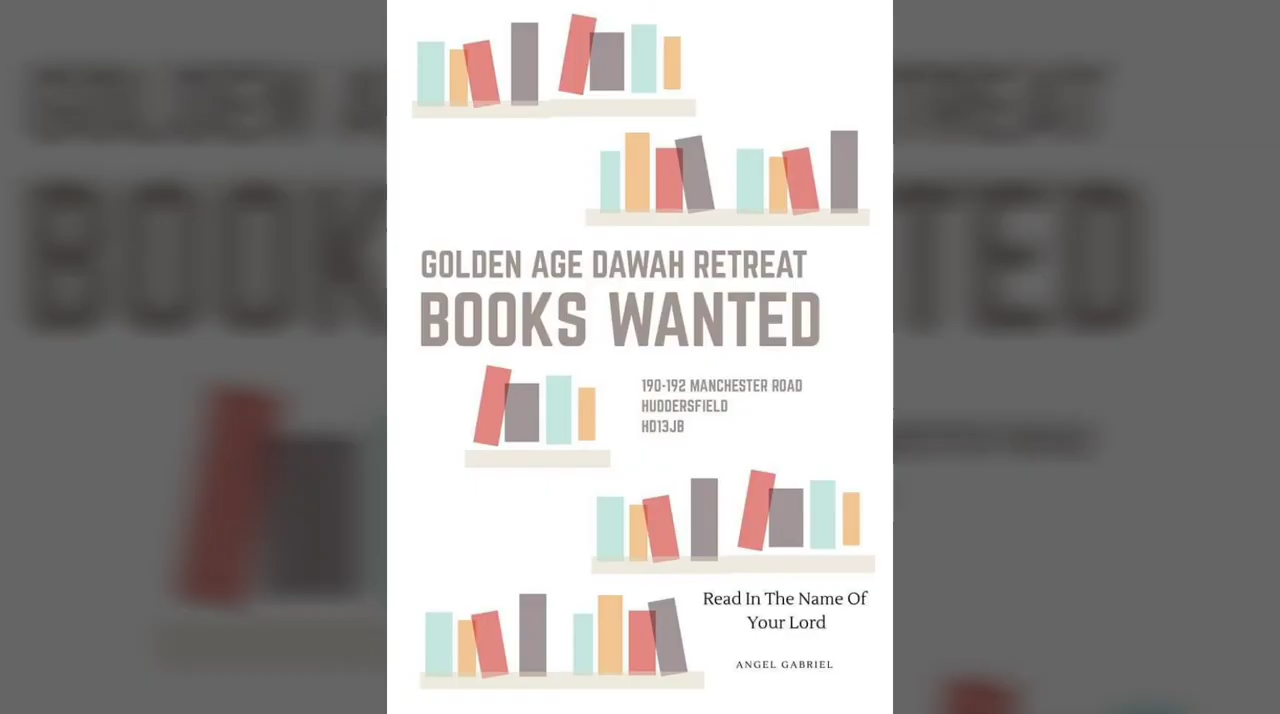 GOLDEN AGE DAWAH RETREAT
BOOKS WANTED
190-192 MANCHESTER ROAD
HUDDERSFIELD
HD13JB
Read In The Name Of
Your Lord
ANGEL GABRIEL